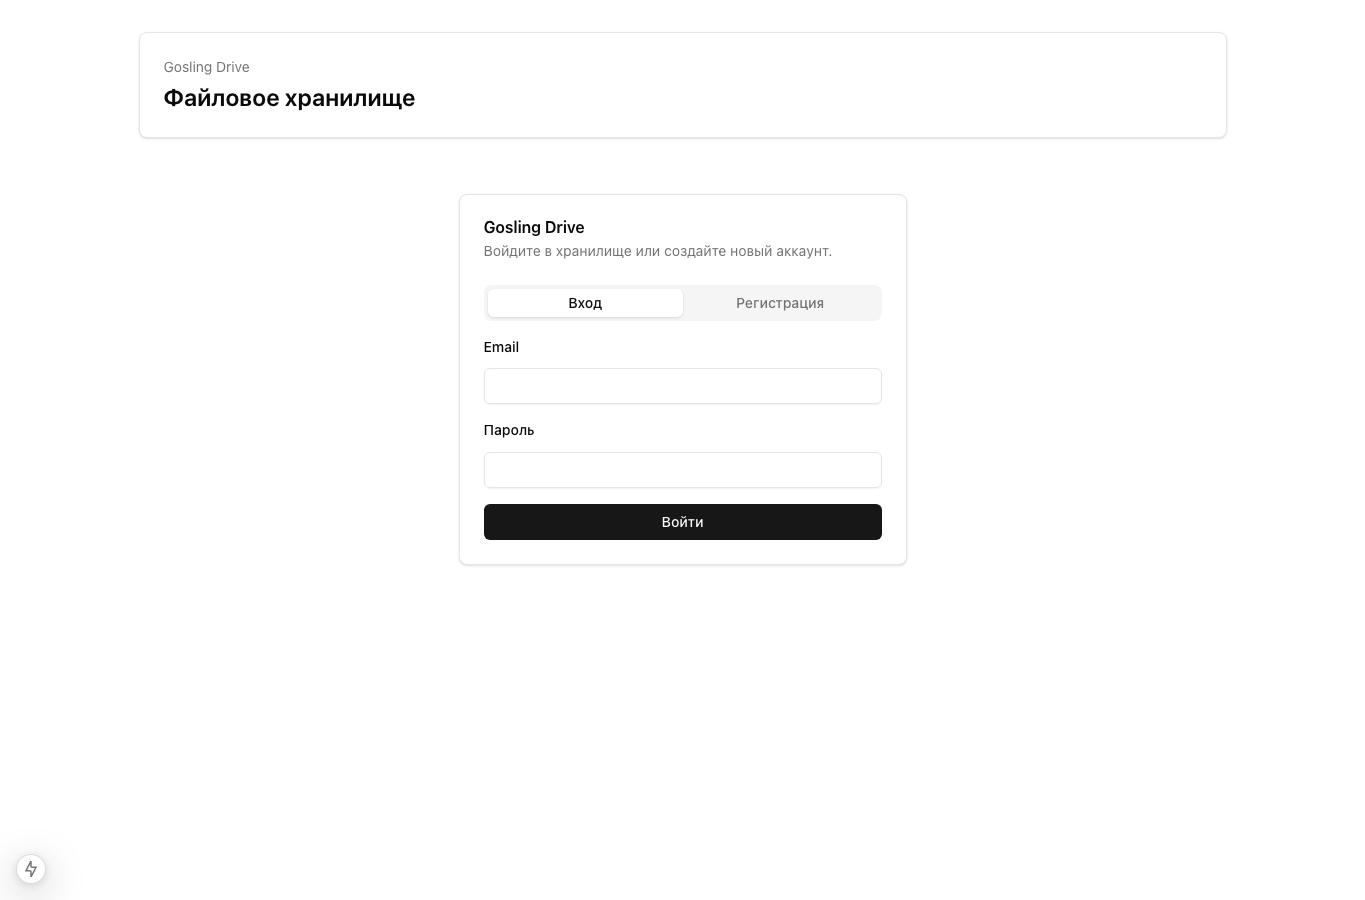 Gosling Drive
Файловое хранилище
Gosling Drive
Войдите в хранилище или создайте новый аккаунт.
Вход
Регистрация
Email
Пароль
Войти